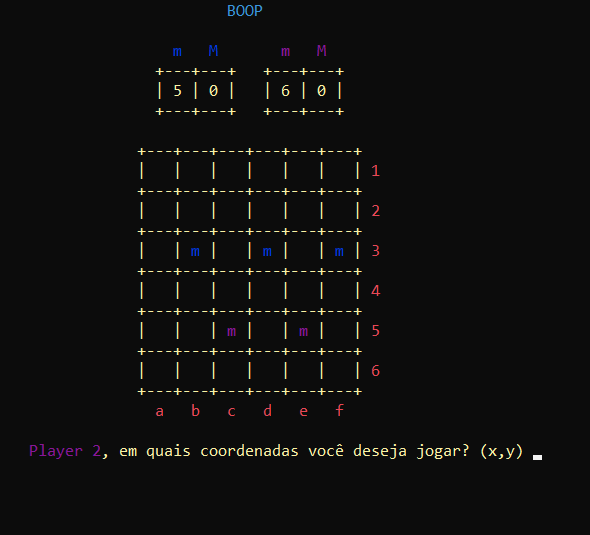 BOOP
m M m M
+---+---+ +---+---+
| 5 | 0 | | 6 | 0 |
+---+---+ +---+---+
+---+---+---+---+---+---+
|   |   |   |   |   |   | 1
+---+---+---+---+---+---+
|   |   |   |   |   |   | 2
+---+---+---+---+---+---+
|   | m |   | m |   | m | 3
+---+---+---+---+---+---+
|   |   |   |   |   |   | 4
+---+---+---+---+---+---+
|   |   | m |   | m |   | 5
+---+---+---+---+---+---+
|   |   |   |   |   |   | 6
+---+---+---+---+---+---+
a b c d e f
Player 2, em quais coordenadas você deseja jogar? (x,y) _